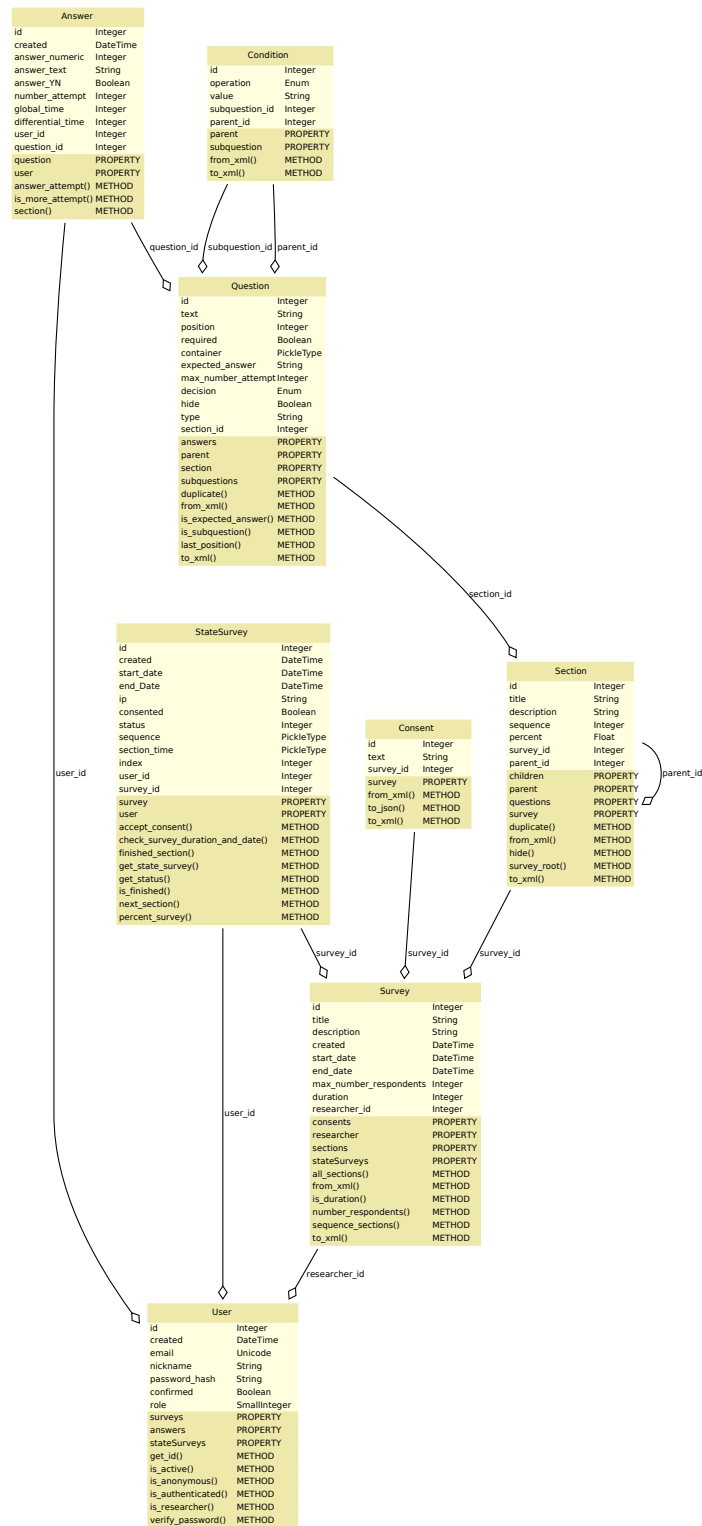 Answer
id Integer
created DateTime
answer_numeric Integer
answer_text String
answer_YN Boolean
number_attempt Integer
global_time Integer
differential_time Integer
user_id Integer
question_id Integer
question PROPERTY
user PROPERTY
answer_attempt() METHOD
is_more_attempt() METHOD
section() METHOD
Condition
id Integer
operation Enum
value String
subquestion_id Integer
parent_id Integer
parent PROPERTY
subquestion PROPERTY
from_xml() METHOD
to_xml() METHOD
question_id
subquestion_id
parent_id
Question
id Integer
text String
position Integer
required Boolean
container PickleType
expected_answer String
max_number_attempt Integer
decision Enum
hide Boolean
type String
section_id Integer
answers PROPERTY
parent PROPERTY
section PROPERTY
subquestions PROPERTY
duplicate() METHOD
from_xml() METHOD
is_expected_answer() METHOD
is_subquestion() METHOD
last_position() METHOD
to_xml() METHOD
section_id
StateSurvey
id Integer
created DateTime
start_date DateTime
end_Date DateTime
ip String
consented Boolean
status Integer
sequence PickleType
section_time PickleType
index Integer
user_id Integer
survey_id Integer
survey PROPERTY
user PROPERTY
accept_consent() METHOD
check_survey_duration_and_date() METHOD
finished_section() METHOD
get_state_survey() METHOD
get_status() METHOD
is_finished() METHOD
next_section() METHOD
percent_survey() METHOD
Consent
id Integer
text String
survey_id Integer
survey PROPERTY
from_xml() METHOD
to_json() METHOD
to_xml() METHOD
Section
id Integer
title String
description String
sequence Integer
percent Float
survey_id Integer
parent_id Integer
children PROPERTY
parent PROPERTY
questions PROPERTY
survey PROPERTY
duplicate() METHOD
from_xml() METHOD
hide() METHOD
survey_root() METHOD
to_xml() METHOD
parent_id
user_id
survey_id
survey_id
survey_id
Survey
id Integer
title String
description String
created DateTime
start_date DateTime
end_date DateTime
max_number_respondents Integer
duration Integer
researcher_id Integer
consents PROPERTY
researcher PROPERTY
sections PROPERTY
stateSurveys PROPERTY
all_sections() METHOD
from_xml() METHOD
is_duration() METHOD
number_respondents() METHOD
sequence_sections() METHOD
to_xml() METHOD
user_id
researcher_id
User
id Integer
created DateTime
email Unicode
nickname String
password_hash String
confirmed Boolean
role SmallInteger
surveys PROPERTY
answers PROPERTY
stateSurveys PROPERTY
get_id() METHOD
is_active() METHOD
is_anonymous() METHOD
is_authenticated() METHOD
is_researcher() METHOD
verify_password() METHOD